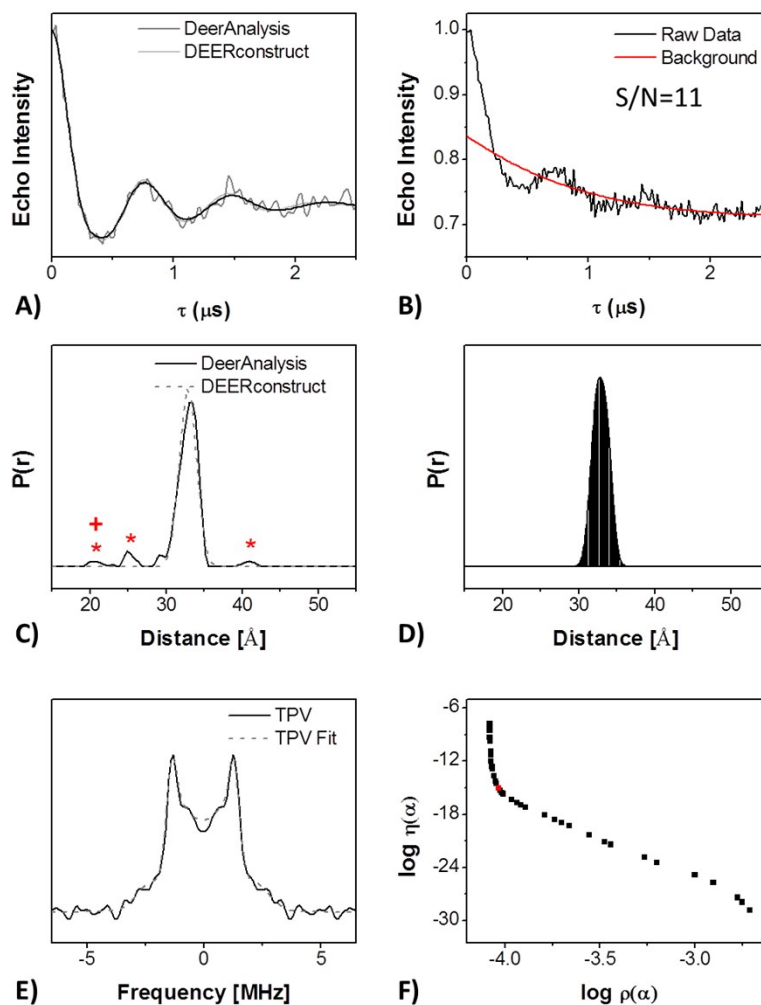 DeerAnalysis
DEERconstruct
Echo Intensity
0
1
2
τ (μs)
A)
1.0
0.9
0.8
0.7
Raw Data
Background
S/N=11
Echo Intensity
0
1
2
τ (μs)
B)
DeerAnalysis
DEERconstruct
P(r)
+
* * *
20
30
40
50
Distance [Å]
C)
P(r)
20
30
40
50
Distance [Å]
D)
TPV
TPV Fit
-5
0
5
Frequency [MHz]
E)
-6
-12
-18
-24
-30
log η(α)
-4.0
-3.5
-3.0
log ρ(α)
F)